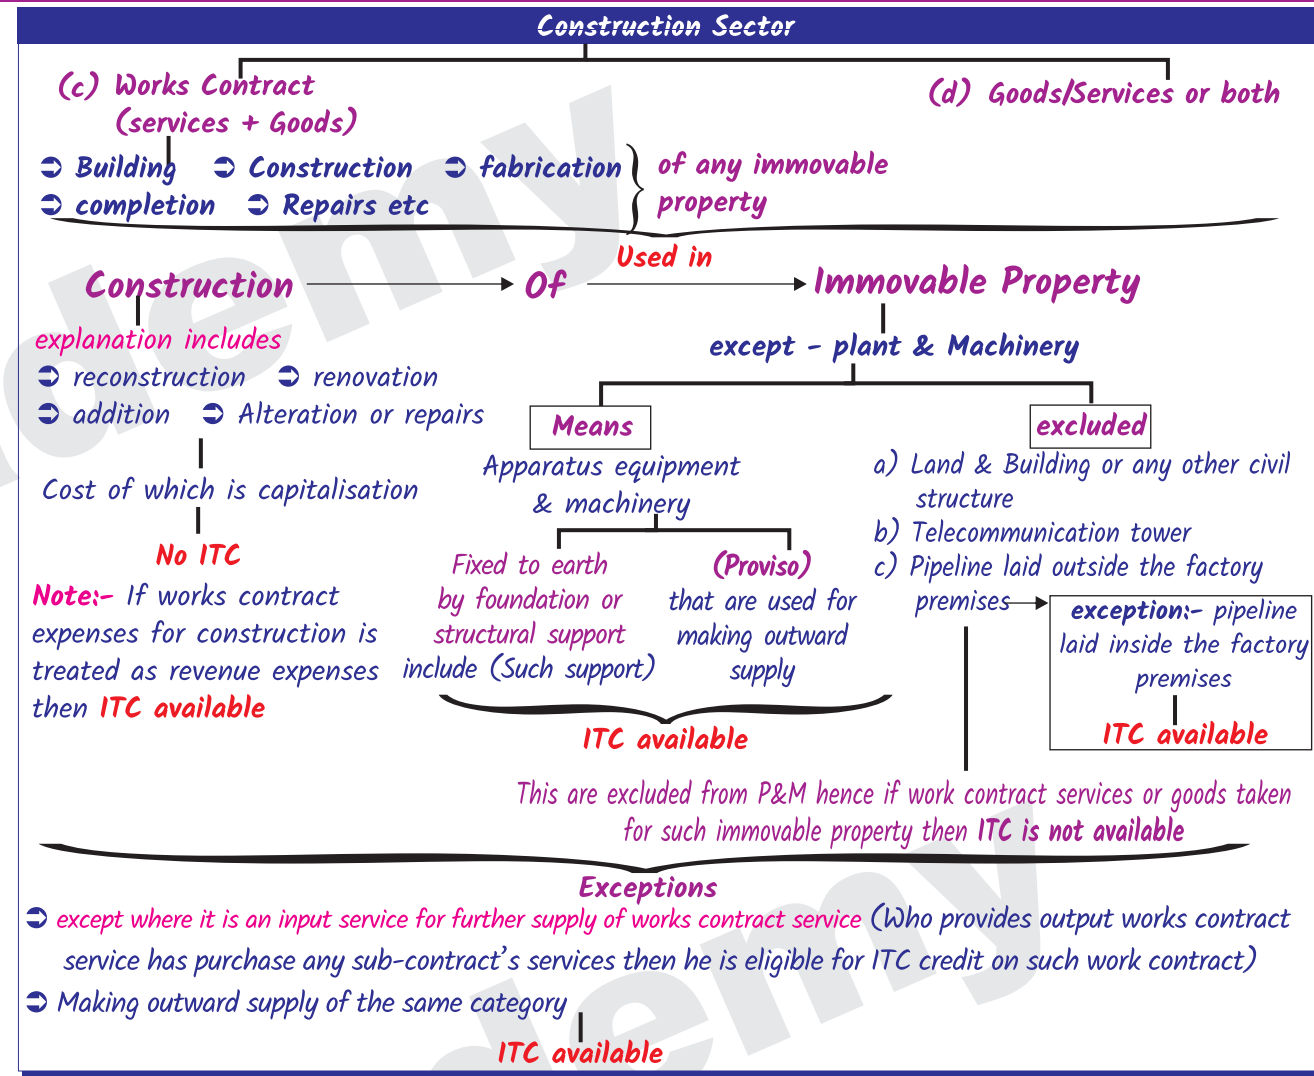 Construction Sector
(c) Works Contract
(services + Goods)
(d) Goods/Services or both
Building Construction fabrication
completion Repairs etc
of any immovable
property
Used in
Construction Of Immovable Property
explanation includes
reconstruction renovation
addition Alteration or repairs
Cost of which is capitalisation
No ITC
Note:- If works contract
expenses for construction is
treated as revenue expenses
then ITC available
except - plant & Machinery
Means
Apparatus equipment
& machinery
Fixed to earth
by foundation or
structural support
include (Such support)
(Proviso)
that are used for
making outward
supply
ITC available
excluded
a) Land & Building or any other civil
structure
b) Telecommunication tower
c) Pipeline laid outside the factory
premises
exception:- pipeline
laid inside the factory
premises
ITC available
This are excluded from P&M hence if work contract services or goods taken
for such immovable property then ITC is not available
Exceptions
except where it is an input service for further supply of works contract service (Who provides output works contract
service has purchase any sub-contract's services then he is eligible for ITC credit on such work contract)
Making outward supply of the same category
ITC available